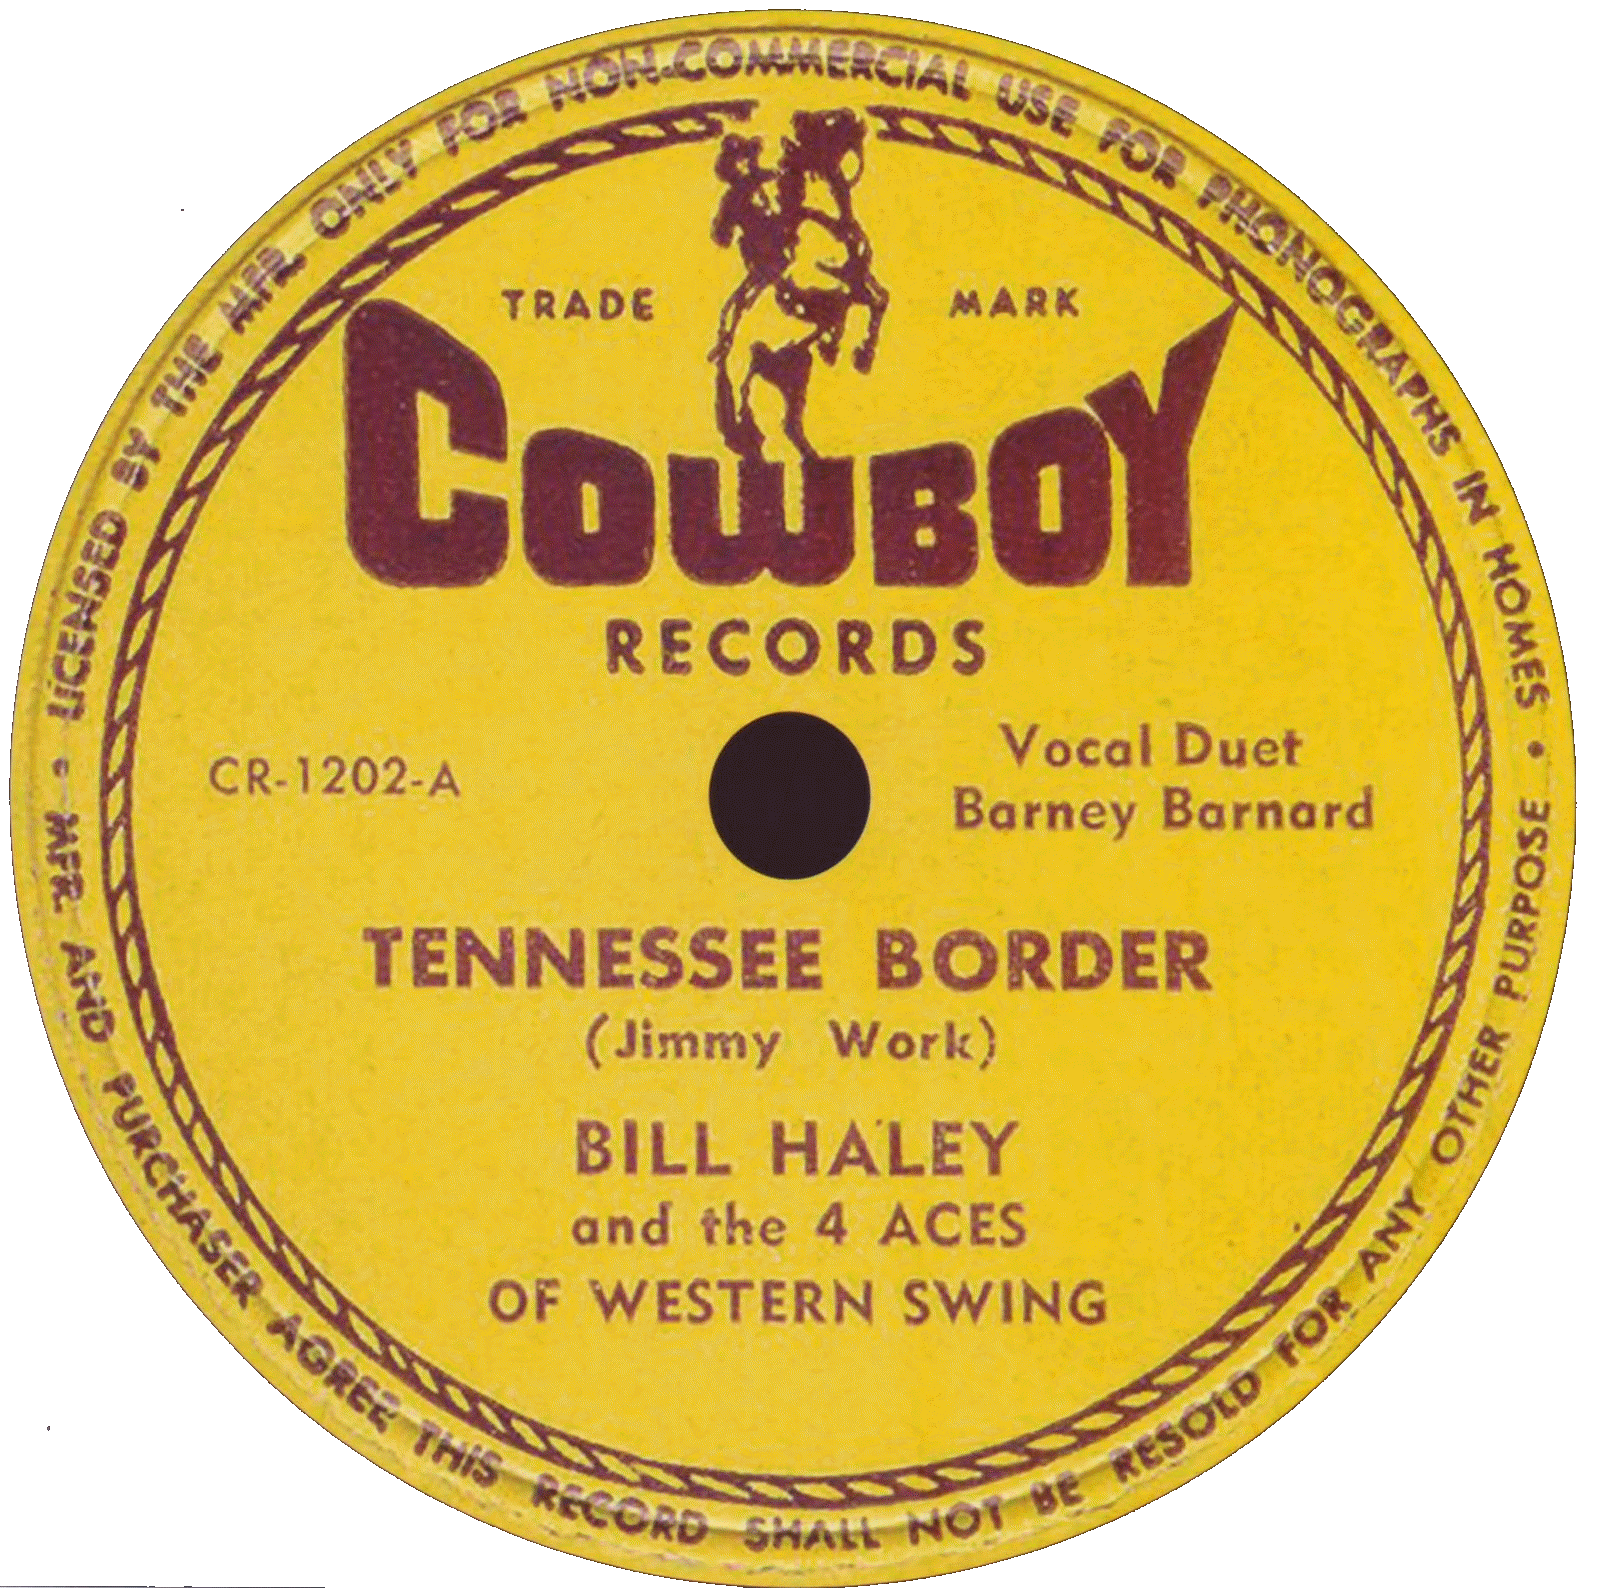 LICENSED BY THE MFR. ONLY FOR NON-COMMERCIAL USE FOR PHONOGRAPHS IN HOMES •
TRADE MARK
COWBOY
RECORDS
CR-1202-A
Vocal Duet
Barney Barnard
TENNESSEE BORDER
(Jimmy Work)
BILL HALEY
and the 4 ACES
OF WESTERN SWING
• MFR. AND PURCHASER AGREE THIS RECORD SHALL NOT BE RESOLD FOR ANY OTHER PURPOSE